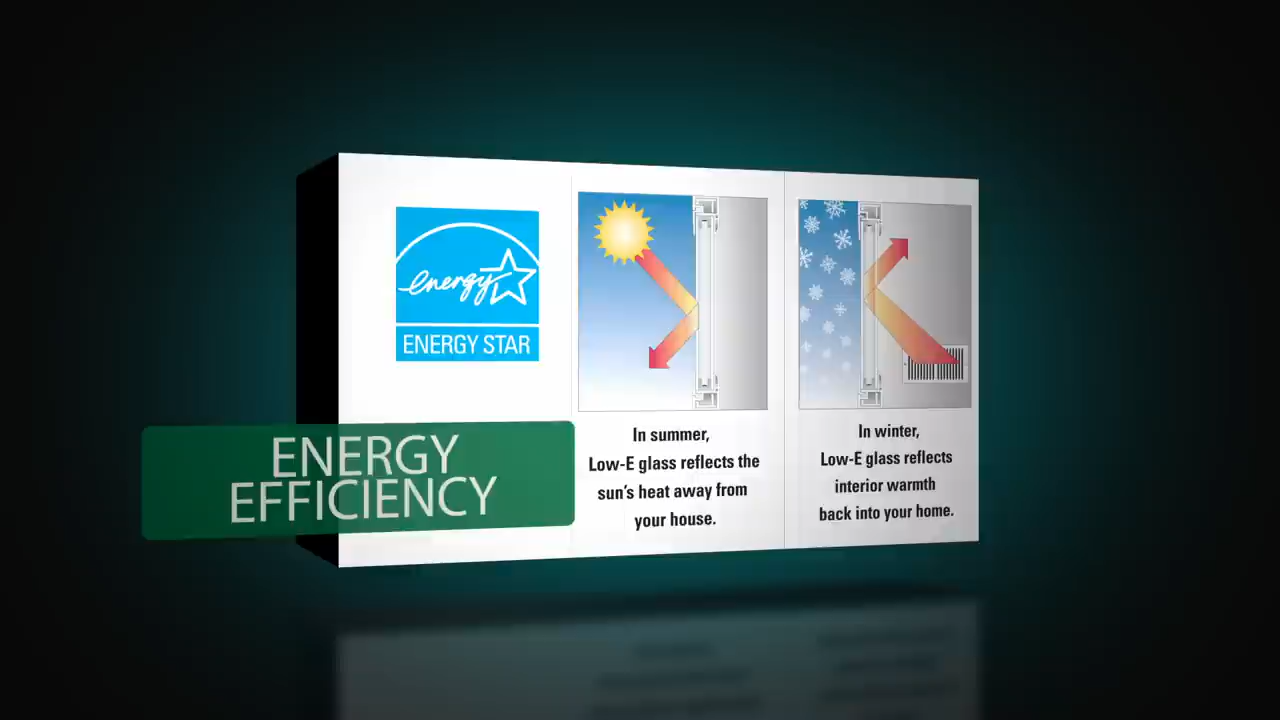 energy
ENERGY STAR
ENERGY
EFFICIENCY
In summer,
Low-E glass reflects the
sun's heat away from
your house.
In winter,
Low-E glass reflects
interior warmth
back into your home.